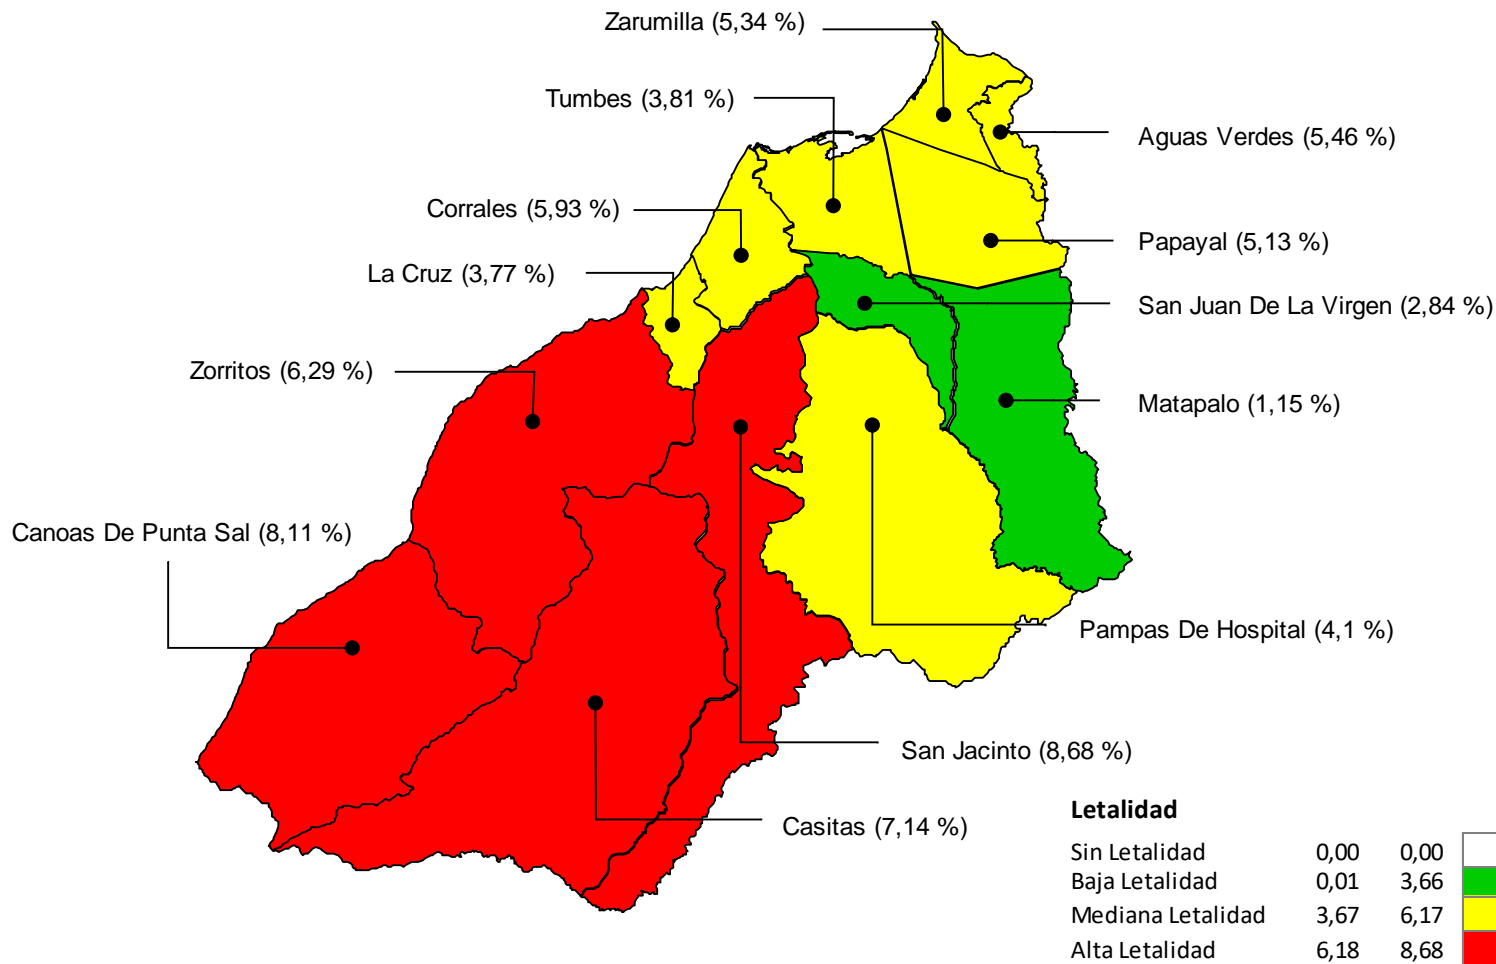 Zarumilla (5,34 %)
Tumbes (3,81 %)
Aguas Verdes (5,46 %)
Corrales (5,93 %)
Papayal (5,13 %)
La Cruz (3,77 %)
San Juan De La Virgen (2,84 %)
Zorritos (6,29 %)
Matapalo (1,15 %)
Canoas De Punta Sal (8,11 %)
Pampas De Hospital (4,1 %)
San Jacinto (8,68 %)
Casitas (7,14 %)
Letalidad
Sin Letalidad 0,00 0,00
Baja Letalidad 0,01 3,66
Mediana Letalidad 3,67 6,17
Alta Letalidad 6,18 8,68